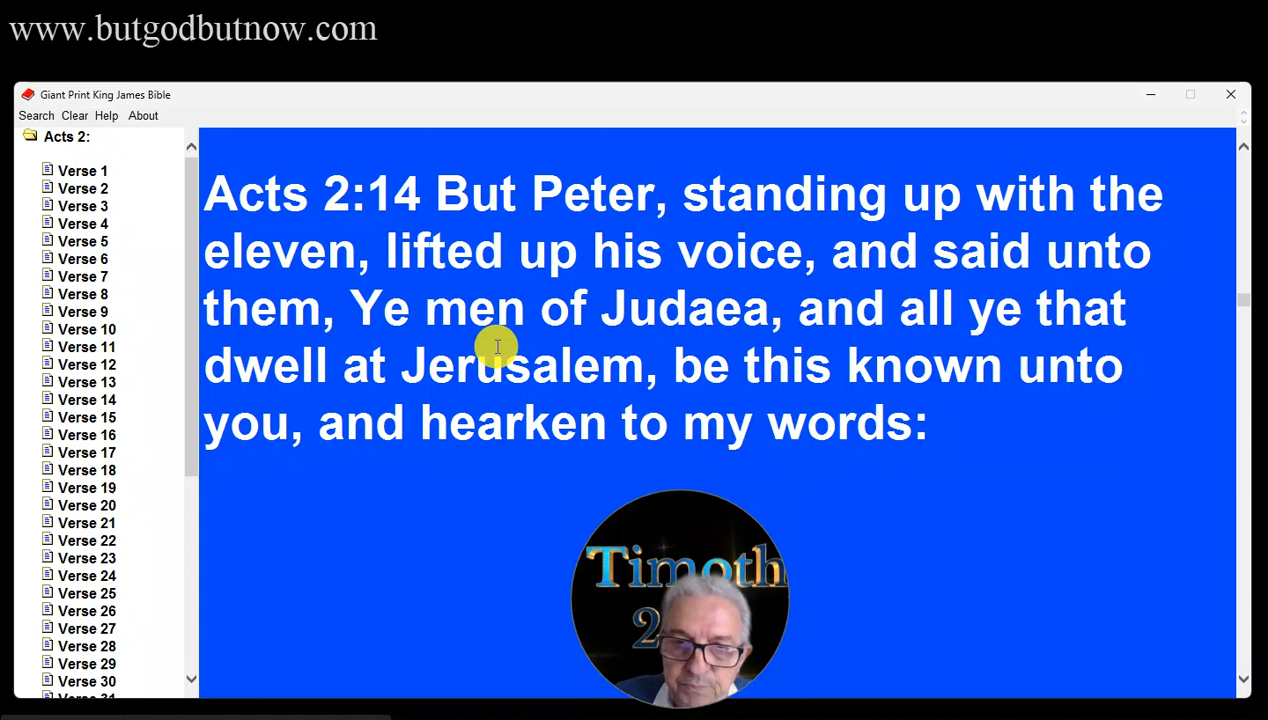 www.butgodbutnow.com
Giant Print King James Bible
Search Clear Help About
Acts 2:
Verse 1
Verse 2
Verse 3
Verse 4
Verse 5
Verse 6
Verse 7
Verse 8
Verse 9
Verse 10
Verse 11
Verse 12
Verse 13
Verse 14
Verse 15
Verse 16
Verse 17
Verse 18
Verse 19
Verse 20
Verse 21
Verse 22
Verse 23
Verse 24
Verse 25
Verse 26
Verse 27
Verse 28
Verse 29
Verse 30
Verse 31
Acts 2:14 But Peter, standing up with the
eleven, lifted up his voice, and said unto
them, Ye men of Judaea, and all ye that
dwell at Jerusalem, be this known unto
you, and hearken to my words:
Timoth
2